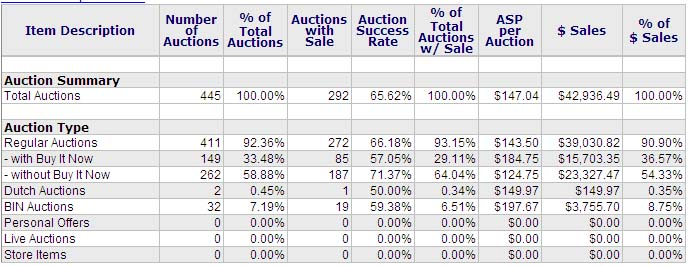 Item Description Number of Auctions % of Total Auctions Auctions with Sale Auction Success Rate % of Total Auctions w/ Sale ASP per Auction $ Sales % of $ Sales
Auction Summary
Total Auctions 445 100.00% 292 65.62% 100.00% $147.04 $42,936.49 100.00%
Auction Type
Regular Auctions 411 92.36% 272 66.18% 93.15% $143.50 $39,030.82 90.90%
- with Buy It Now 149 33.48% 85 57.05% 29.11% $184.75 $15,703.35 36.57%
- without Buy It Now 262 58.88% 187 71.37% 64.04% $124.75 $23,327.47 54.33%
Dutch Auctions 2 0.45% 1 50.00% 0.34% $149.97 $149.97 0.35%
BIN Auctions 32 7.19% 19 59.38% 6.51% $197.67 $3,755.70 8.75%
Personal Offers 0 0.00% 0 0.00% 0.00% $0.00 $0.00 0.00%
Live Auctions 0 0.00% 0 0.00% 0.00% $0.00 $0.00 0.00%
Store Items 0 0.00% 0 0.00% 0.00% $0.00 $0.00 0.00%